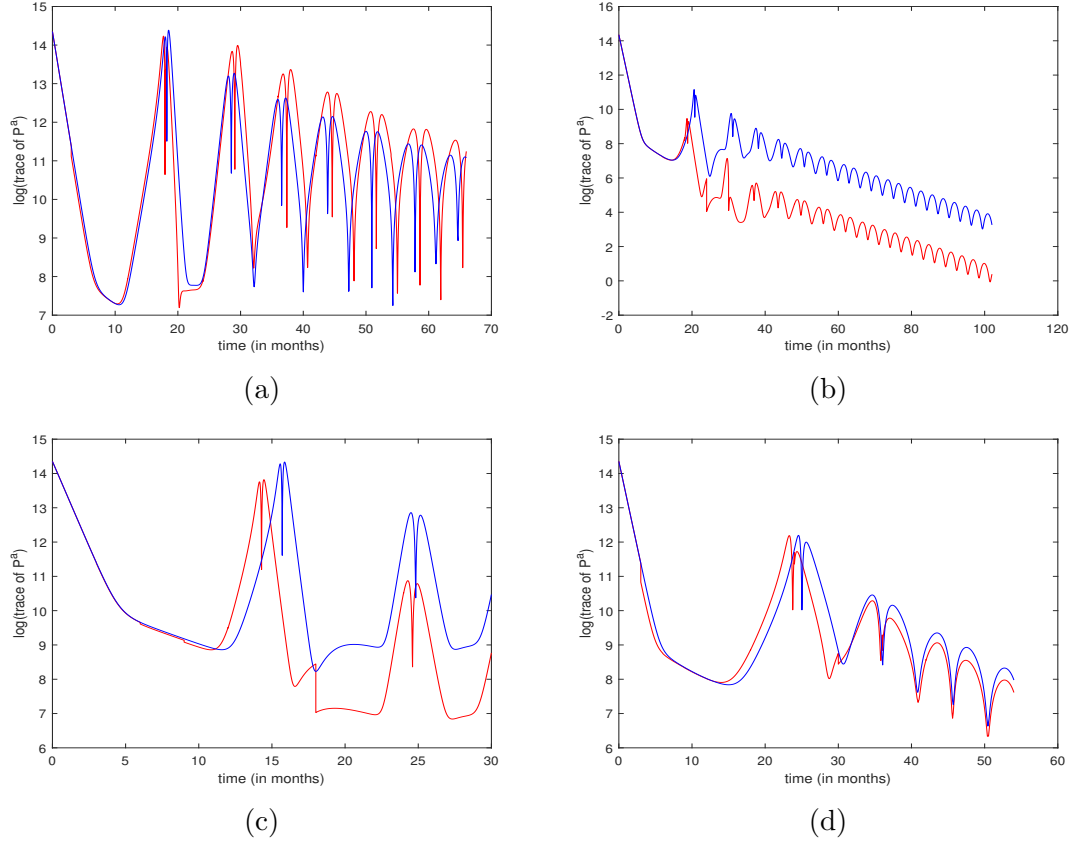 15
14
13
12
11
10
9
8
7
log(trace of Pᵃ)
0 10 20 30 40 50 60 70
time (in months)
(a)
16
14
12
10
8
6
4
2
0
-2
log(trace of Pᵃ)
0 20 40 60 80 100 120
time (in months)
(b)
15
14
13
12
11
10
9
8
7
6
log(trace of Pᵃ)
0 5 10 15 20 25 30
time (in months)
(c)
15
14
13
12
11
10
9
8
7
6
log(trace of Pᵃ)
0 10 20 30 40 50 60
time (in months)
(d)